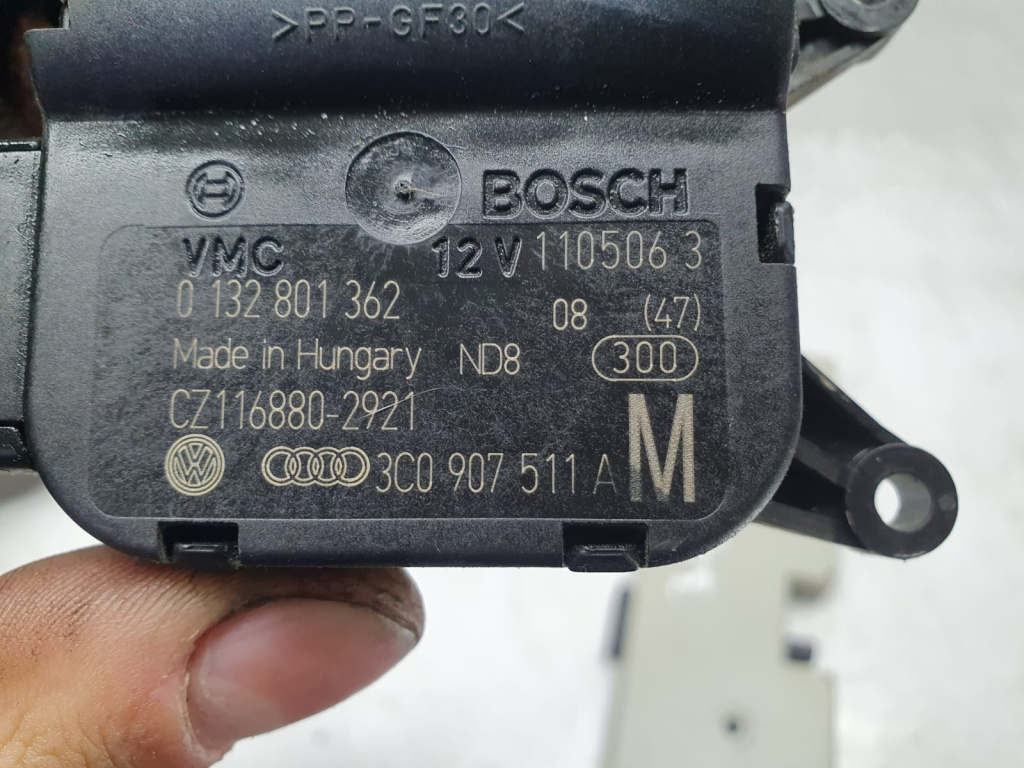 >PP-GF30<
BOSCH
VMC 12V 110506 3
0 132 801 362 08 (47)
Made in Hungary ND8 300
CZ116880-2921
3C0 907 511 A M